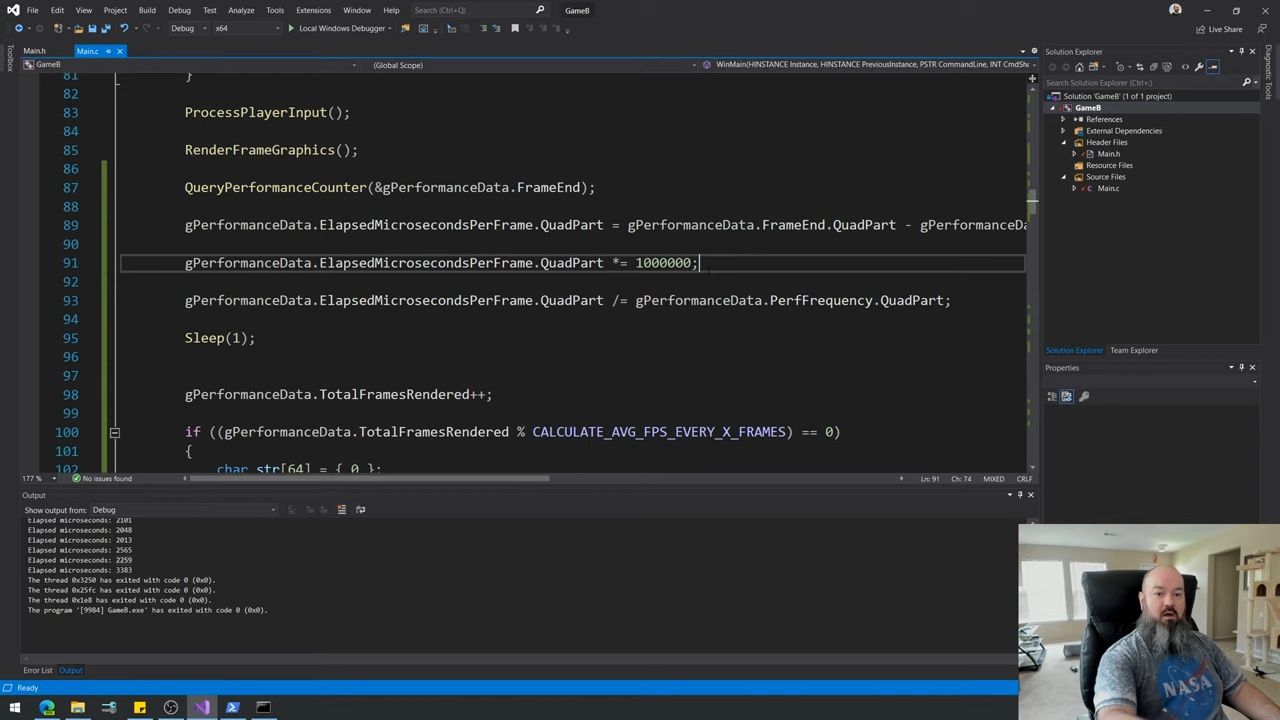 File Edit View Project Build Debug Test Analyze Tools Extensions Window Help Search (Ctrl+Q) GameB
Debug x64 Local Windows Debugger Live Share
Toolbox
Main.h Main.c
GameB (Global Scope) WinMain(HINSTANCE Instance, HINSTANCE PreviousInstance, PSTR CommandLine, INT CmdSho
81 }
82
83 ProcessPlayerInput();
84
85 RenderFrameGraphics();
86
87 QueryPerformanceCounter(&gPerformanceData.FrameEnd);
88
89 gPerformanceData.ElapsedMicrosecondsPerFrame.QuadPart = gPerformanceData.FrameEnd.QuadPart - gPerformanceDa
90
91 gPerformanceData.ElapsedMicrosecondsPerFrame.QuadPart *= 1000000;
92
93 gPerformanceData.ElapsedMicrosecondsPerFrame.QuadPart /= gPerformanceData.PerfFrequency.QuadPart;
94
95 Sleep(1);
96
97
98 gPerformanceData.TotalFramesRendered++;
99
100 if ((gPerformanceData.TotalFramesRendered % CALCULATE_AVG_FPS_EVERY_X_FRAMES) == 0)
101 {
102 char str[64] = { 0 };
177 % No issues found Ln: 91 Ch: 74 MIXED CRLF
Output
Show output from: Debug
Elapsed microseconds: 2101
Elapsed microseconds: 2048
Elapsed microseconds: 2013
Elapsed microseconds: 2565
Elapsed microseconds: 2259
Elapsed microseconds: 3383
The thread 0x3250 has exited with code 0 (0x0).
The thread 0x25fc has exited with code 0 (0x0).
The thread 0x1e8 has exited with code 0 (0x0).
The program '[9984] GameB.exe' has exited with code 0 (0x0).
Error List Output
Ready
Solution Explorer
Search Solution Explorer (Ctrl+;)
Solution 'GameB' (1 of 1 project)
GameB
References
External Dependencies
Header Files
Main.h
Resource Files
Source Files
Main.c
Solution Explorer Team Explorer
Properties
Diagnostic Tools
NASA